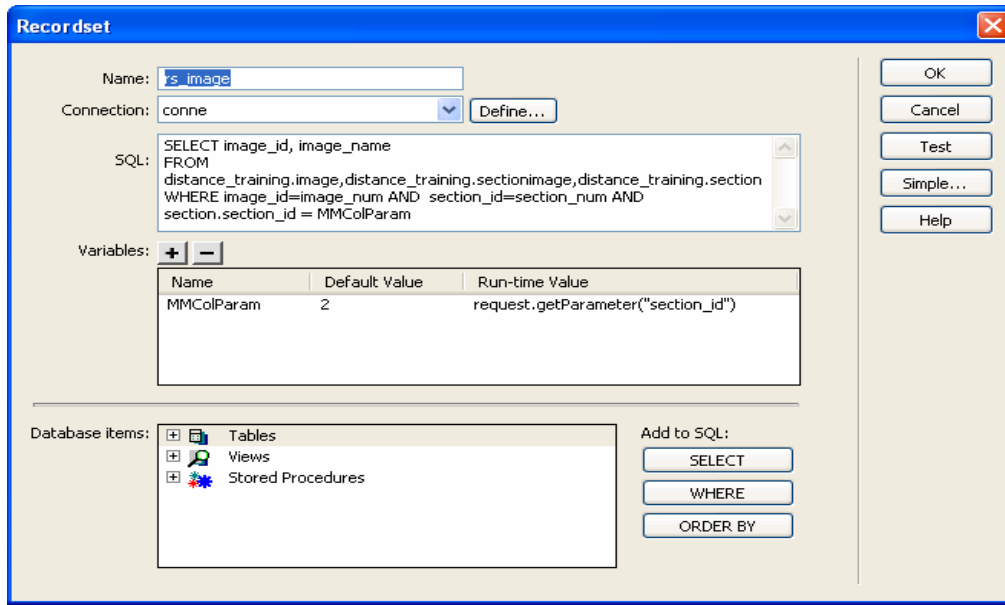 Recordset
Name: rs_image
Connection: conne Define...
SQL: SELECT image_id, image_name
FROM
distance_training.image,distance_training.sectionimage,distance_training.section
WHERE image_id=image_num AND section_id=section_num AND
section.section_id = MMColParam
Variables: + −
Name Default Value Run-time Value
MMColParam 2 request.getParameter("section_id")
Database items: Tables
Views
Stored Procedures
Add to SQL:
SELECT
WHERE
ORDER BY
OK
Cancel
Test
Simple...
Help